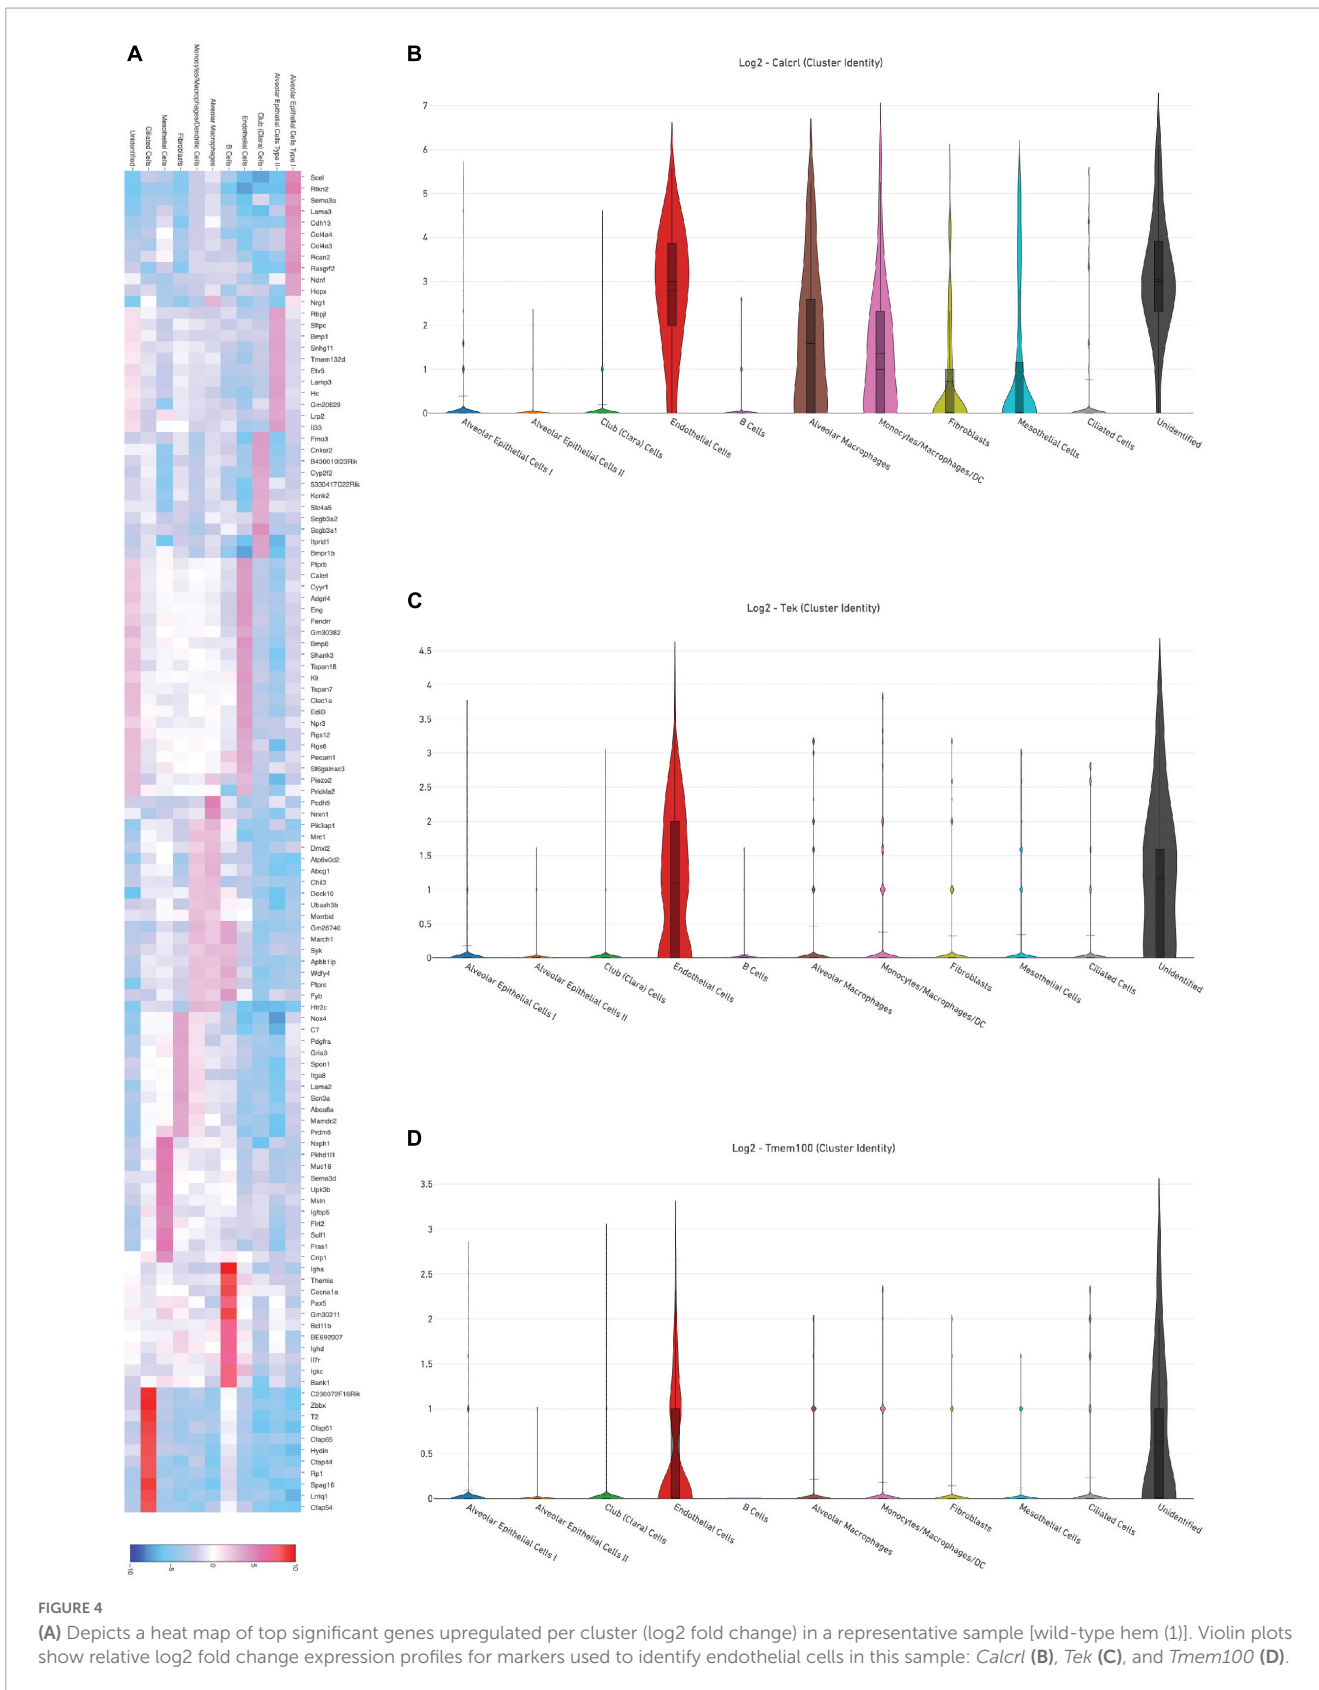 A
Monocytes/Macrophages/Dendritic Cells
Unidentified
Ciliated Cells
Mesothelial Cells
Fibroblasts
Alveolar Macrophages
B Cells
Endothelial Cells
Club (Clara) Cells
Alveolar Epithelial Cells Type II
Alveolar Epithelial Cells Type I
Scel
Rtkn2
Sema3a
Lama3
Cdh13
Col4a4
Col4a3
Rcan2
Rasgrf2
Ndnf
Hopx
Nrg1
Rbpjl
Sftpc
Bmp1
Snhg11
Tmem132d
Etv5
Lamp3
Hc
Gm20629
Lrp2
Il33
Fmo3
Cnksr2
B430010I23Rik
Cyp2f2
5330417C22Rik
Kcnk2
Slc4a5
Scgb3a2
Scgb3a1
Itprid1
Bmpr1b
Ptprb
Calcrl
Cyyr1
Adgrl4
Eng
Fendrr
Gm30382
Bmp6
Shank3
Tspan18
Kit
Tspan7
Clec1a
Edil3
Npr3
Rgs12
Rgs6
Pecam1
St6galnac3
Piezo2
Prickle2
Pcdh9
Nrxn1
Pik3ap1
Mrc1
Dmxl2
Atp6v0d2
Abcg1
Chil3
Dock10
Ubash3b
Morrbid
Gm26740
March1
Syk
Apbb1ip
Wdfy4
Ptprc
Fyb
Htr2c
Nox4
C7
Pdgfra
Gria3
Spon1
Itga8
Lama2
Scn3a
Abca8a
Mamdc2
Prdm6
Nxph1
Pkhd1l1
Muc16
Sema3d
Upk3b
Msln
Igfbp5
Flrt2
Sulf1
Fras1
Crip1
Igha
Themis
Cacna1e
Pax5
Gm30211
Bcl11b
BE692007
Ighd
Il7r
Igkc
Bank1
C230072F16Rik
Zbbx
T2
Cfap61
Cfap65
Hydin
Cfap44
Rp1
Spag16
Lrriq1
Cfap54
-10
-5
0
5
10
B
Log2 - Calcrl (Cluster Identity)
7
6
5
4
3
2
1
0
Alveolar Epithelial Cells I
Alveolar Epithelial Cells II
Club (Clara) Cells
Endothelial Cells
B Cells
Alveolar Macrophages
Monocytes/Macrophages/DC
Fibroblasts
Mesothelial Cells
Ciliated Cells
Unidentified
C
Log2 - Tek (Cluster Identity)
4.5
4
3.5
3
2.5
2
1.5
1
0.5
0
Alveolar Epithelial Cells I
Alveolar Epithelial Cells II
Club (Clara) Cells
Endothelial Cells
B Cells
Alveolar Macrophages
Monocytes/Macrophages/DC
Fibroblasts
Mesothelial Cells
Ciliated Cells
Unidentified
D
Log2 - Tmem100 (Cluster Identity)
3.5
3
2.5
2
1.5
1
0.5
0
Alveolar Epithelial Cells I
Alveolar Epithelial Cells II
Club (Clara) Cells
Endothelial Cells
B Cells
Alveolar Macrophages
Monocytes/Macrophages/DC
Fibroblasts
Mesothelial Cells
Ciliated Cells
Unidentified
FIGURE 4
(A) Depicts a heat map of top significant genes upregulated per cluster (log2 fold change) in a representative sample [wild-type hem (1)]. Violin plots
show relative log2 fold change expression profiles for markers used to identify endothelial cells in this sample: Calcrl (B), Tek (C), and Tmem100 (D).